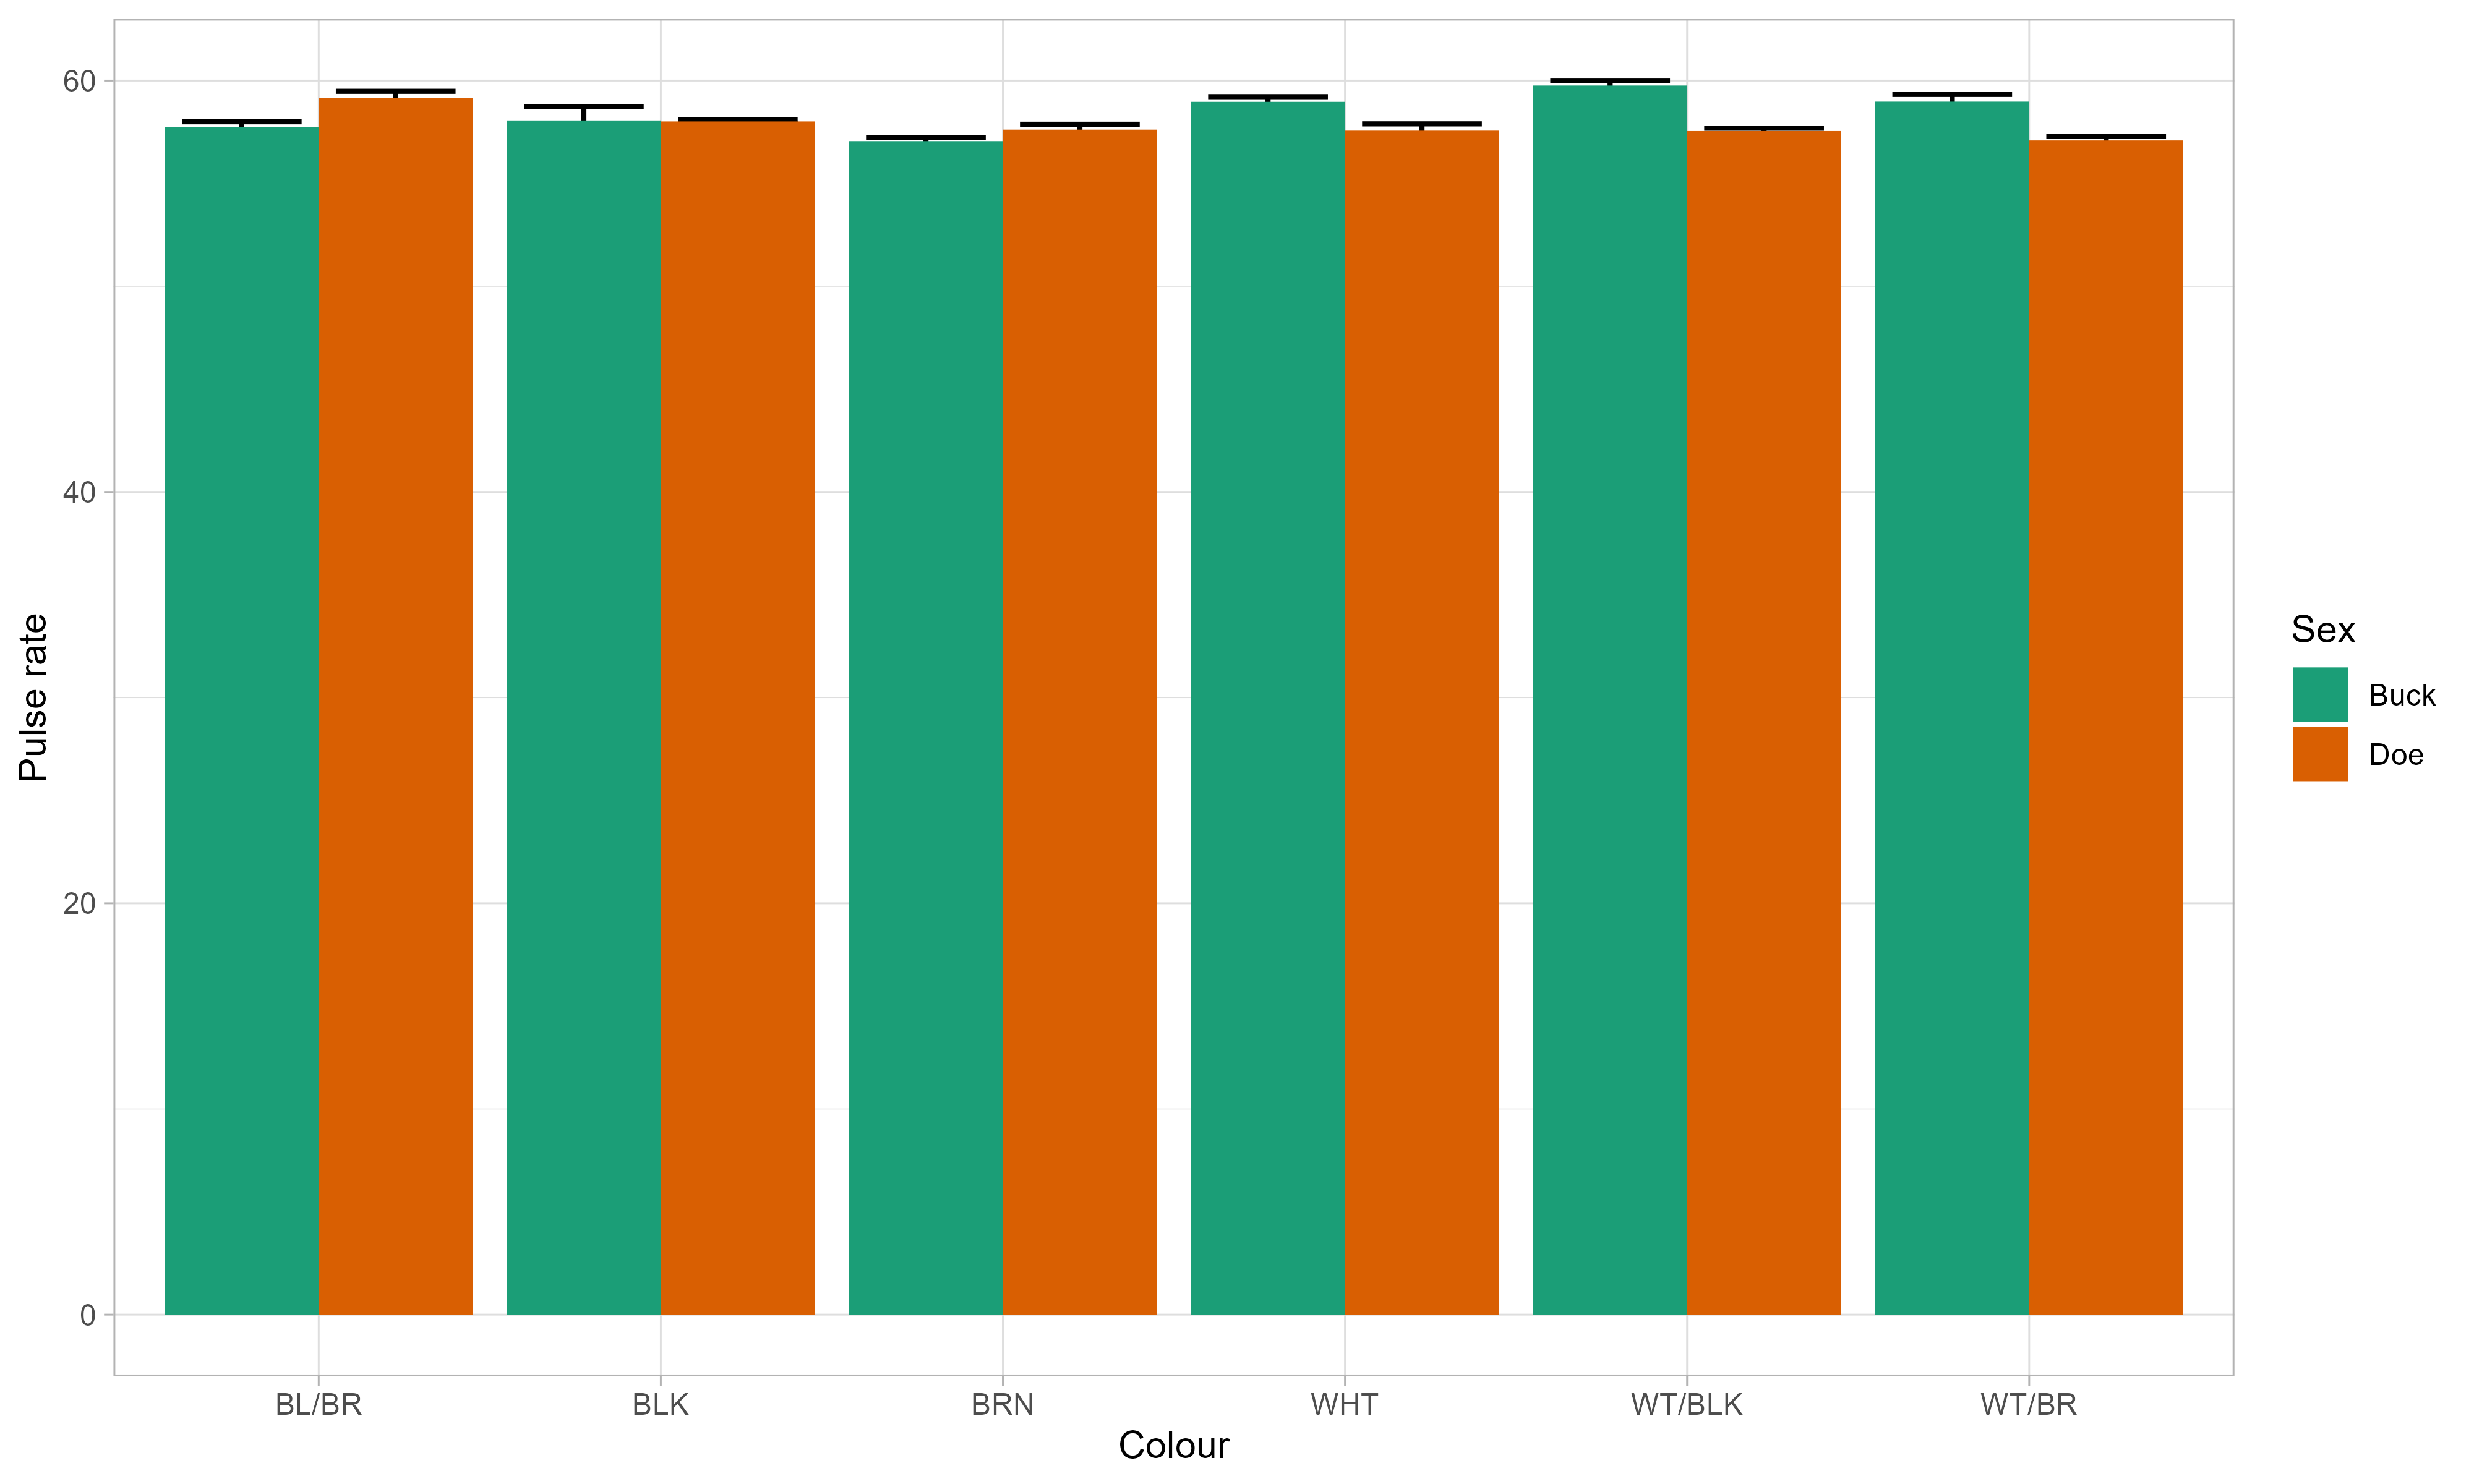 60
40
20
0
Pulse rate
BL/BR
BLK
BRN
WHT
WT/BLK
WT/BR
Colour
Sex
Buck
Doe